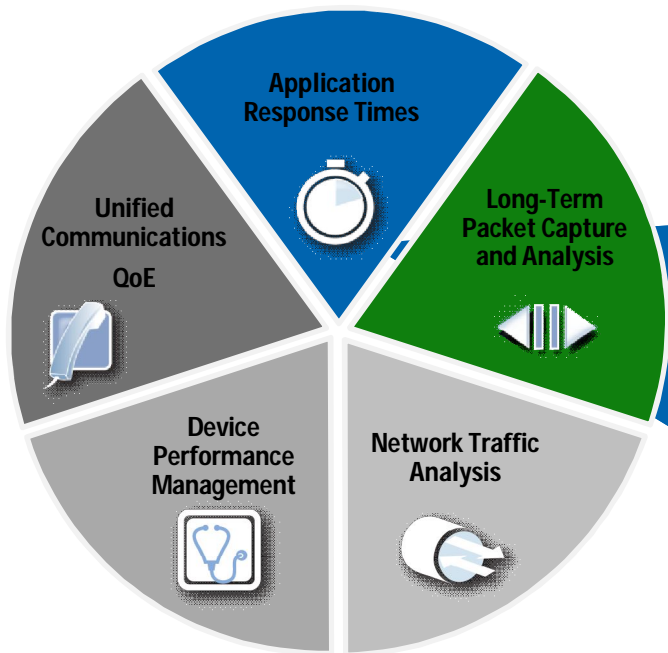 Application
Response Times
Long-Term
Packet Capture
and Analysis
Network Traffic
Analysis
Device
Performance
Management
Unified
Communications
QoE